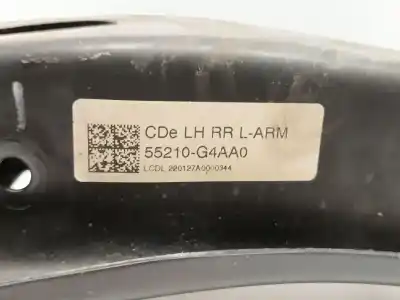 CDe LH RR L-ARM
55210-G4AA0
LCDL 220127A0000344